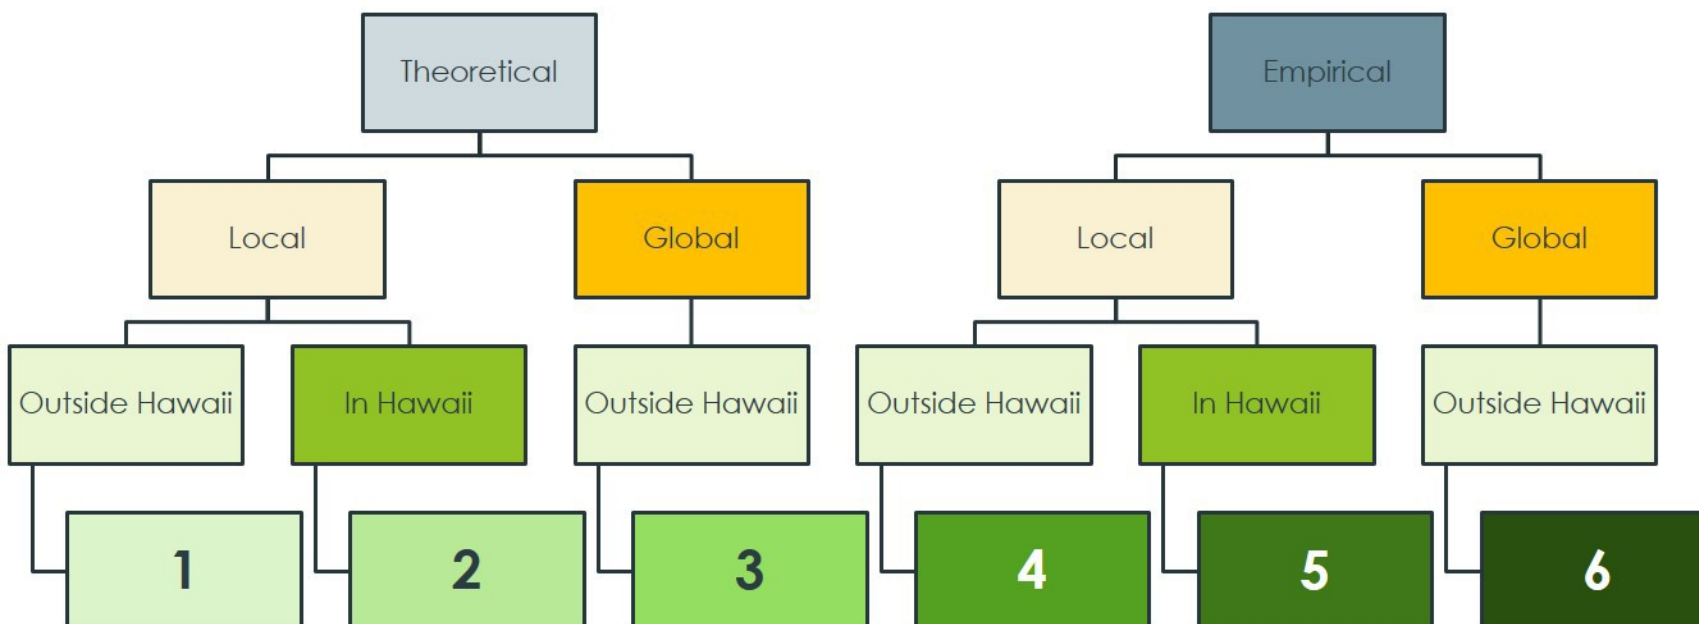 Theoretical
Empirical
Local
Global
Local
Global
Outside Hawaii
In Hawaii
Outside Hawaii
Outside Hawaii
In Hawaii
Outside Hawaii
1
2
3
4
5
6